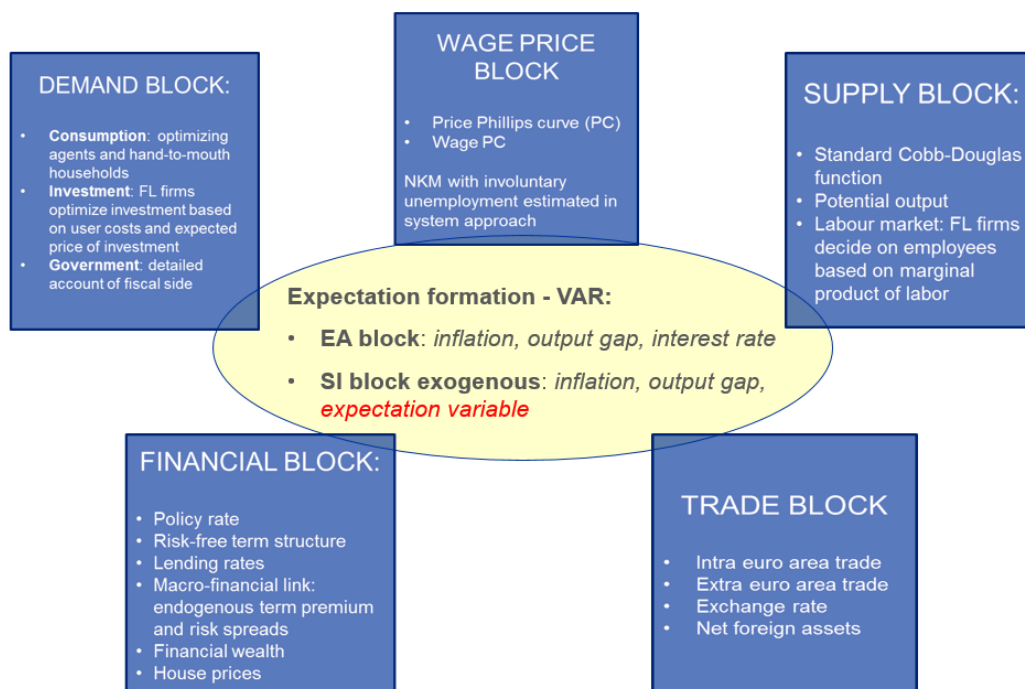 DEMAND BLOCK:
• Consumption: optimizing
agents and hand-to-mouth
households
• Investment: FL firms
optimize investment based
on user costs and expected
price of investment
• Government: detailed
account of fiscal side
WAGE PRICE
BLOCK
• Price Phillips curve (PC)
• Wage PC
NKM with involuntary
unemployment estimated in
system approach
SUPPLY BLOCK:
• Standard Cobb-Douglas
function
• Potential output
• Labour market: FL firms
decide on employees
based on marginal
product of labor
Expectation formation - VAR:
• EA block: inflation, output gap, interest rate
• SI block exogenous: inflation, output gap,
expectation variable
FINANCIAL BLOCK:
• Policy rate
• Risk-free term structure
• Lending rates
• Macro-financial link:
endogenous term premium
and risk spreads
• Financial wealth
• House prices
TRADE BLOCK
• Intra euro area trade
• Extra euro area trade
• Exchange rate
• Net foreign assets